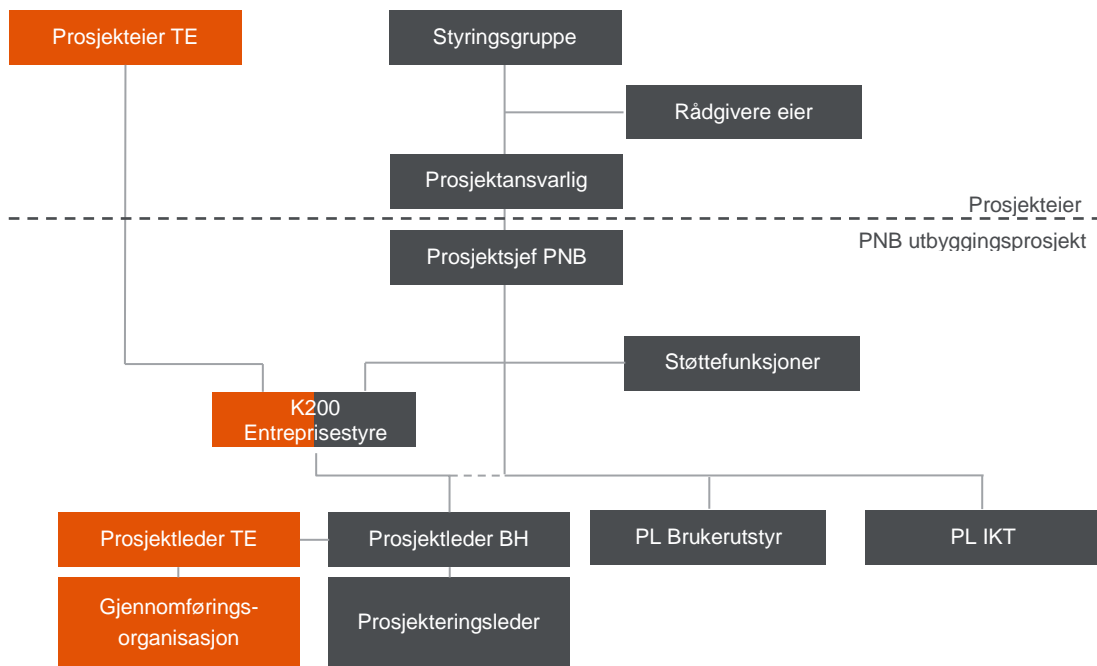 Prosjekteier TE
Styringsgruppe
Rådgivere eier
Prosjektansvarlig
Prosjekteier
PNB utbyggingsprosjekt
Prosjektsjef PNB
Støttefunksjoner
K200
Entreprisestyre
Prosjektleder TE
Prosjektleder BH
PL Brukerutstyr
PL IKT
Gjennomførings-
organisasjon
Prosjekteringsleder